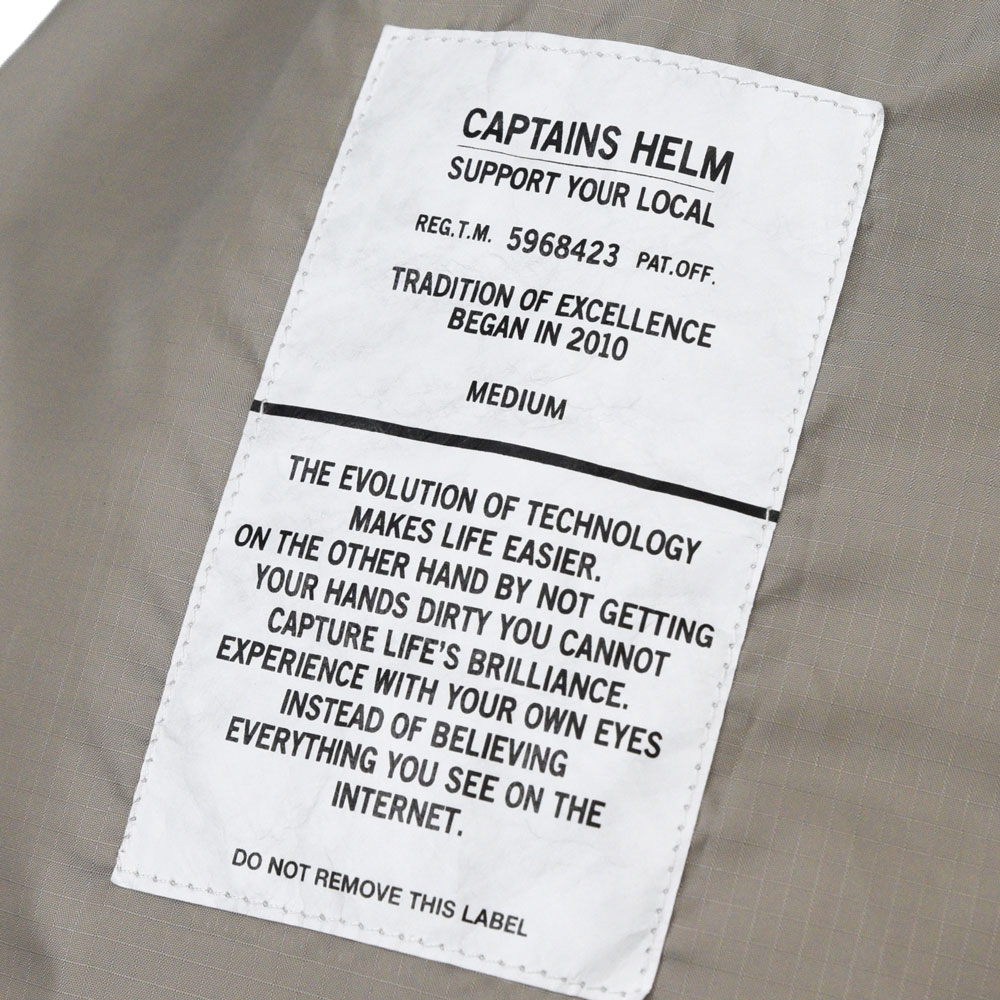 CAPTAINS HELM
SUPPORT YOUR LOCAL
REG.T.M. 5968423 PAT.OFF.
TRADITION OF EXCELLENCE
BEGAN IN 2010
MEDIUM
THE EVOLUTION OF TECHNOLOGY
MAKES LIFE EASIER.
ON THE OTHER HAND BY NOT GETTING
YOUR HANDS DIRTY YOU CANNOT
CAPTURE LIFE'S BRILLIANCE.
EXPERIENCE WITH YOUR OWN EYES
INSTEAD OF BELIEVING
EVERYTHING YOU SEE ON THE
INTERNET.
DO NOT REMOVE THIS LABEL